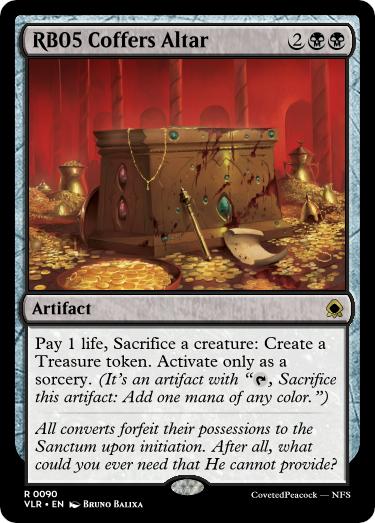 RB05 Coffers Altar 2
Artifact
Pay 1 life, Sacrifice a creature: Create a
Treasure token. Activate only as a
sorcery. (It's an artifact with “, Sacrifice
this artifact: Add one mana of any color.”)
All converts forfeit their possessions to the
Sanctum upon initiation. After all, what
could you ever need that He cannot provide?
R 0090
VLR • EN Bruno Balixa
CovetedPeacock — NFS